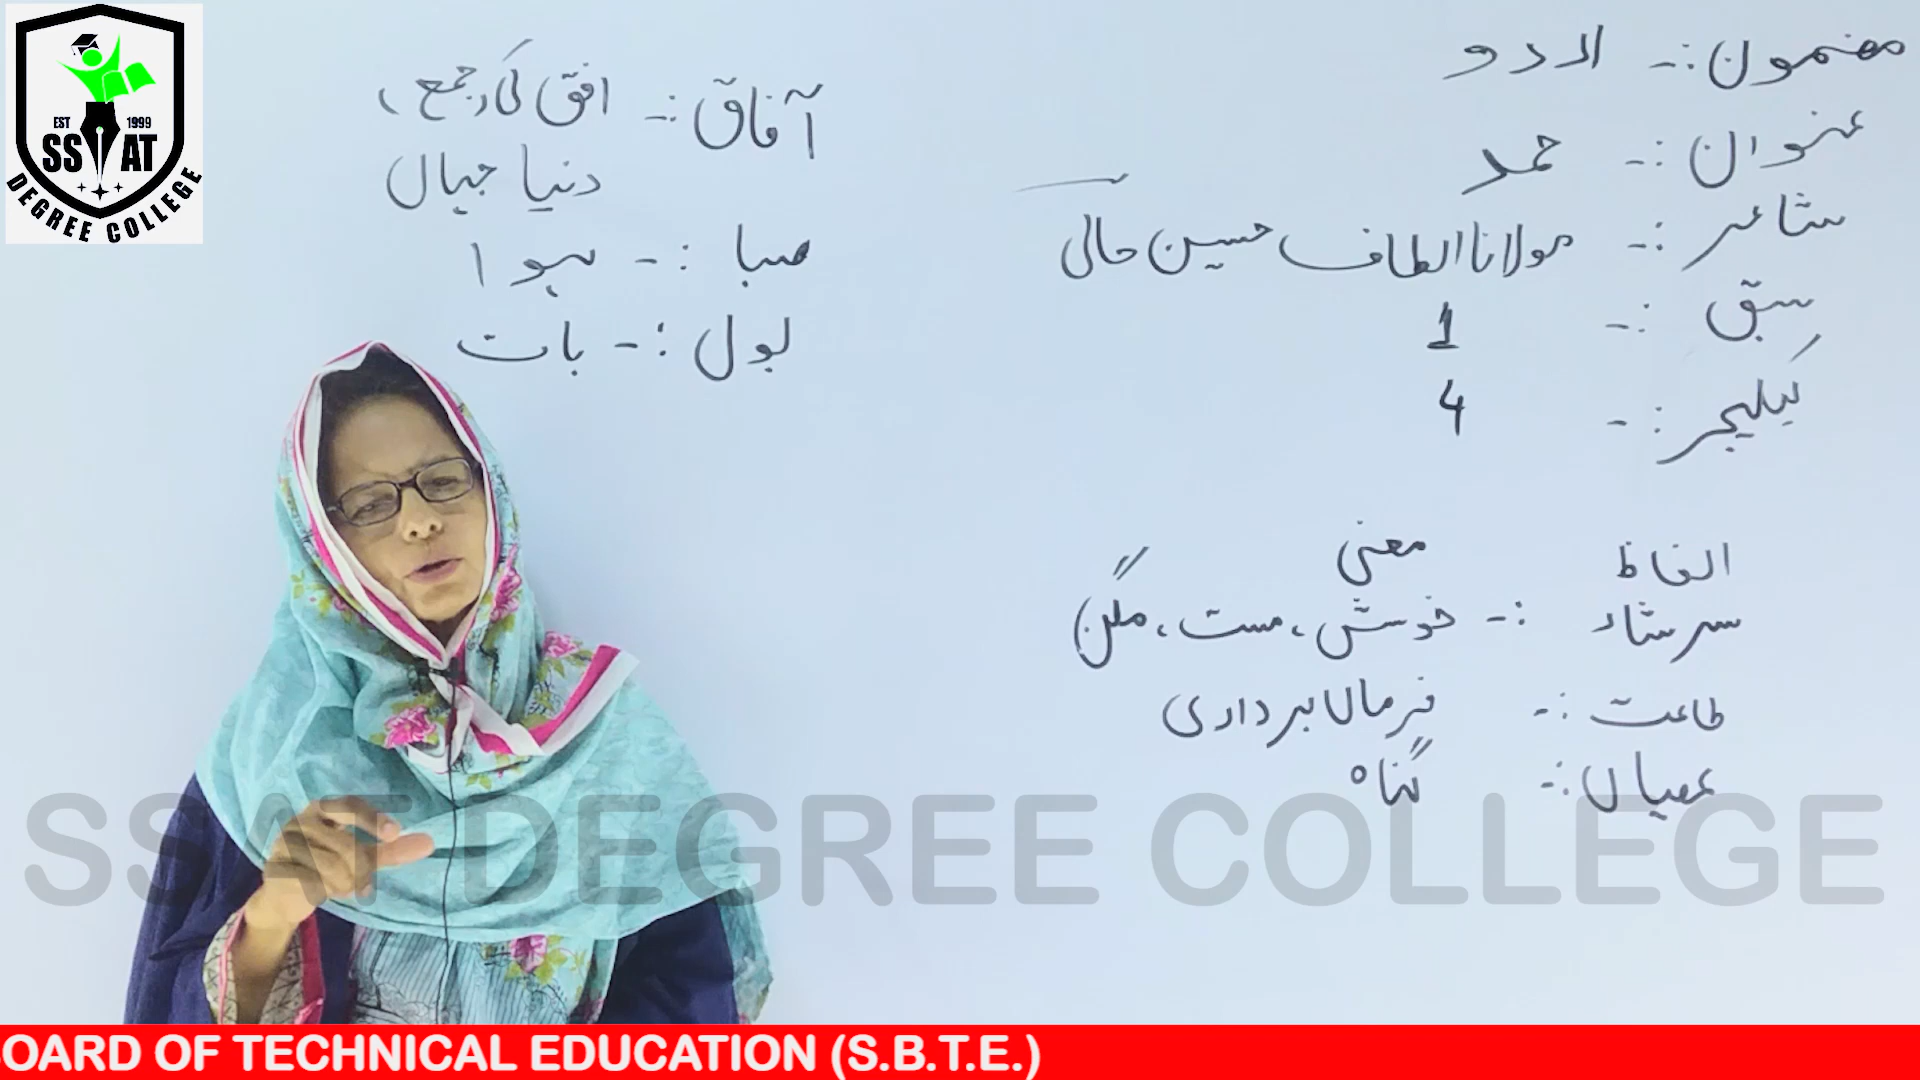 مضمون :- اردو
عنوان :- حمد
شاعر :- مولانا الطاف حسین حالی
سبق :- 1
لیکچر :- 4
الفاظ معنی
سرشار :- خوش، مست، مگن
طاعت :- فرماں برداری
عصیاں :- گناہ
آفاق :- افق کی جمع،
دنیا جہاں
صبا :- ہوا
بول :- بات
EST 1999
SSAT
DEGREE COLLEGE
SSAT DEGREE COLLEGE
OARD OF TECHNICAL EDUCATION (S.B.T.E.)